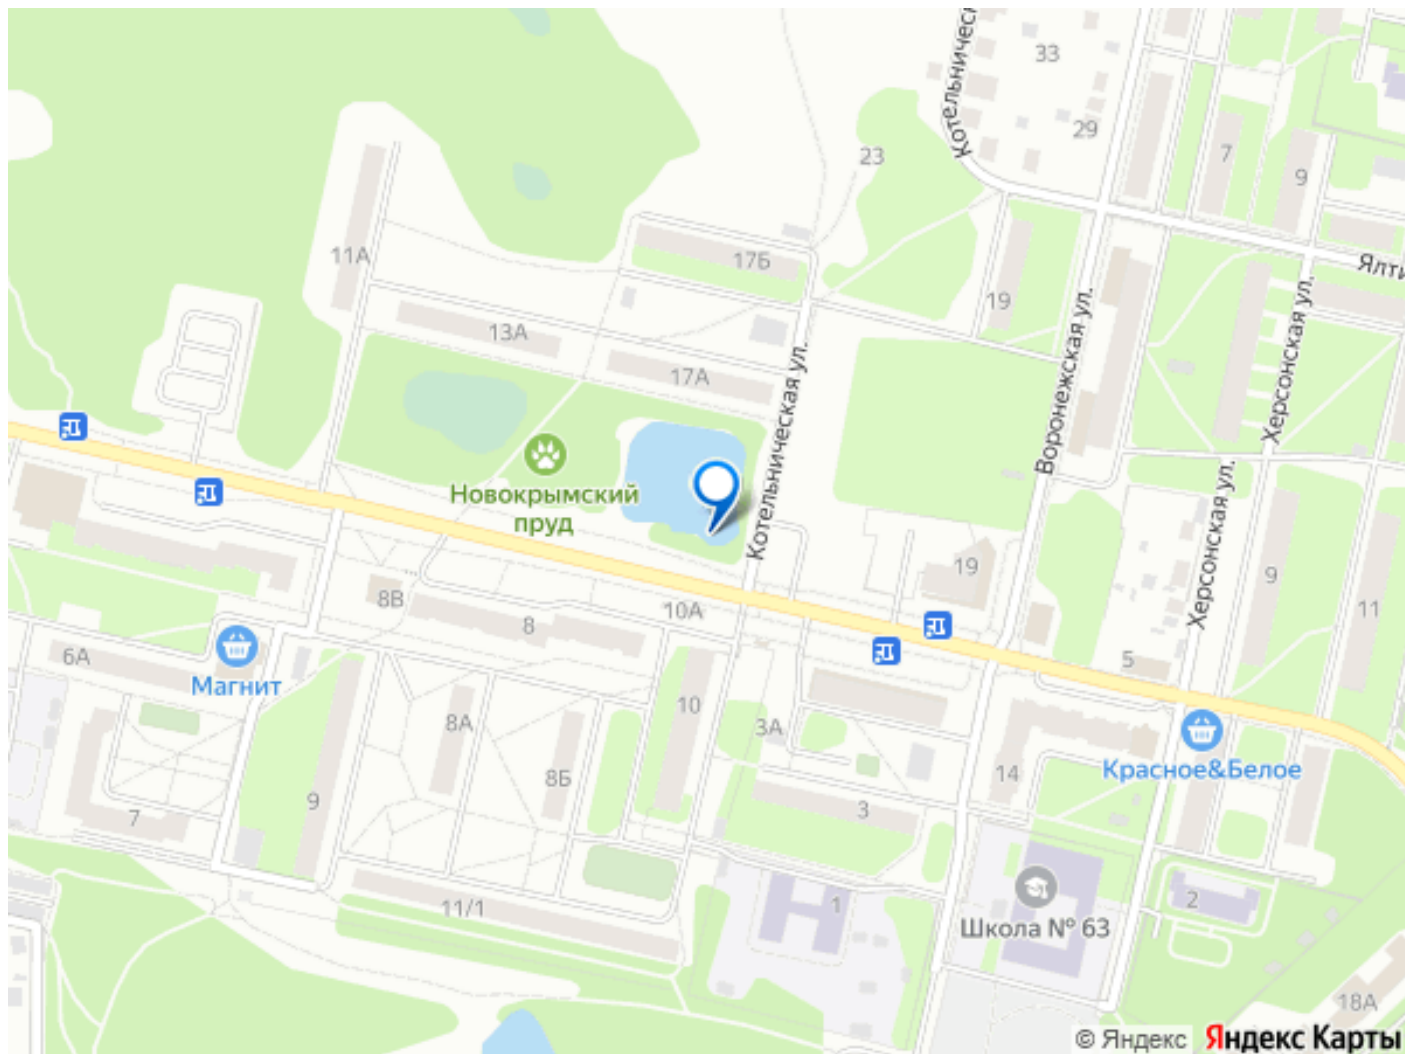 Котельническ
33
29
23
7
9
11А
17Б
Ялти
19
13А
Воронежская ул.
Херсонская ул.
17А
Котельническая ул.
Новокрымский
пруд
Херсонская ул.
19
9
11
8В
10А
8
5
6А
Магнит
10
8А
3А
Красное&Белое
14
8Б
9
7
3
11/1
1
Школа № 63
2
18А
© Яндекс
Яндекс Карты